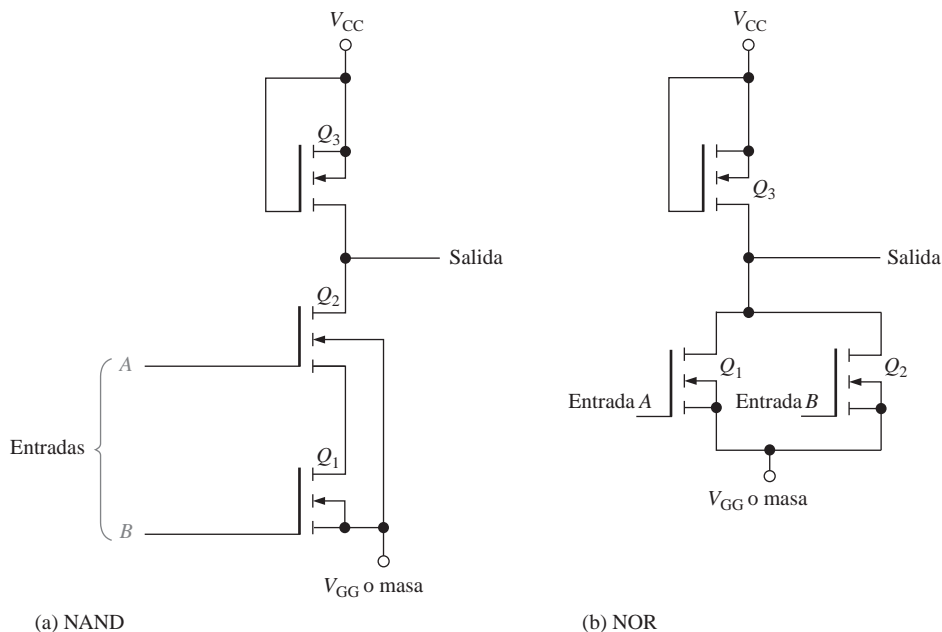 V_CC
Q_3
Salida
Q_2
A
Entradas
Q_1
B
V_GG o masa
(a) NAND
V_CC
Q_3
Salida
Q_1
Q_2
Entrada A
Entrada B
V_GG o masa
(b) NOR